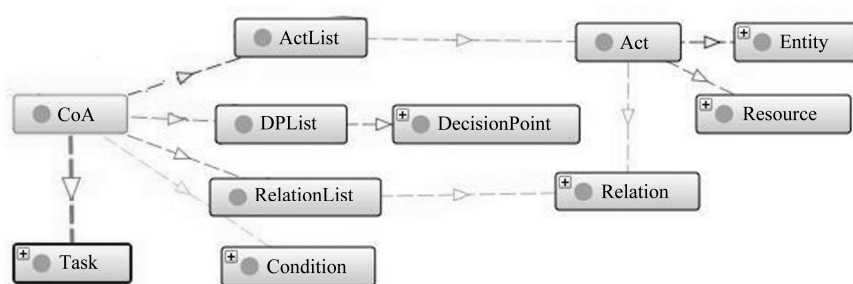 ActList
Act
Entity
CoA
DPList
DecisionPoint
Resource
RelationList
Relation
Task
Condition